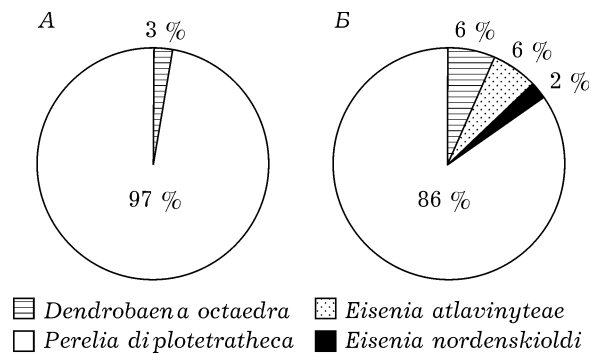 А
Б
3 %
6 %
6 %
2 %
97 %
86 %
Dendrobaena octaedra
Eisenia atlavinyteae
Perelia diplotetratheca
Eisenia nordenskioldi